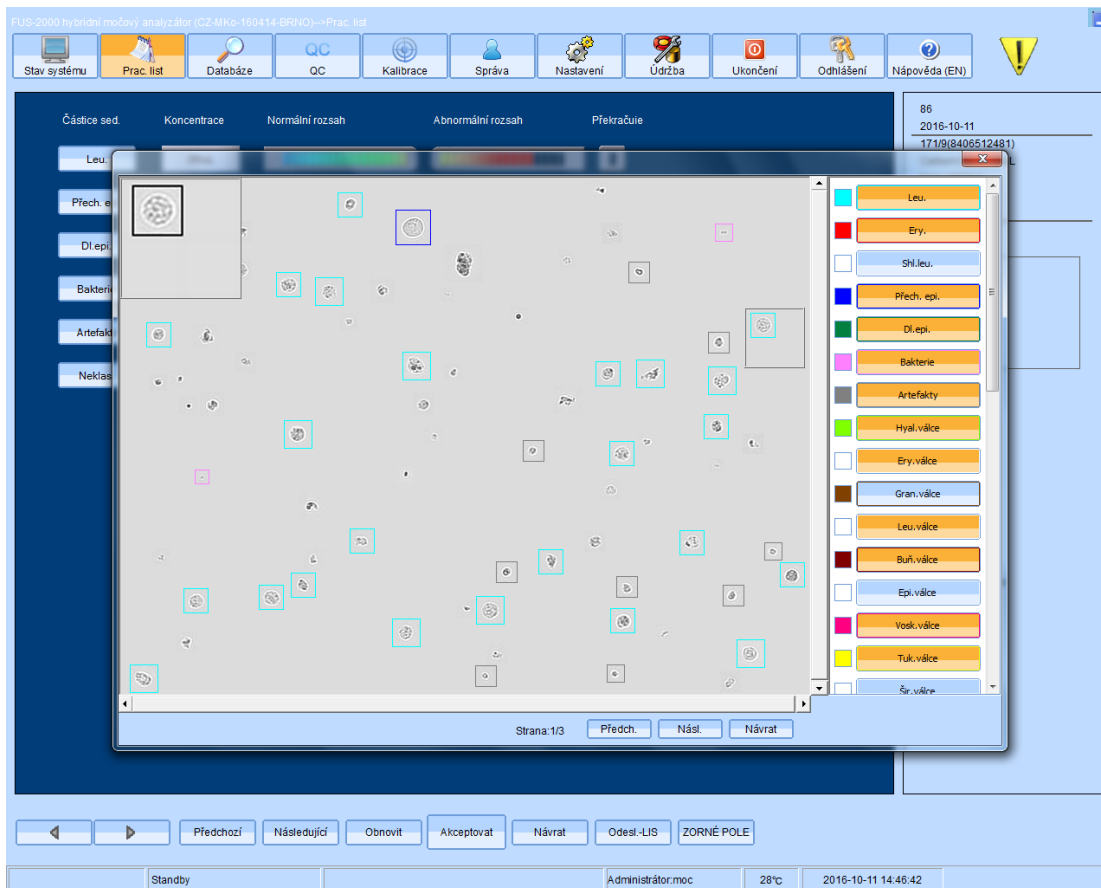 FUS-2000 hybridní močový analyzátor (CZ-MKo-160414-BRNO)-->Prac. list
Stav systému
Prac. list
Databáze
QC
QC
Kalibrace
Správa
Nastavení
Údržba
Ukončení
Odhlášení
Nápověda (EN)
86
2016-10-11
171/9(8406512481)
Částice sed.
Koncentrace
Normální rozsah
Abnormální rozsah
Překračuie
Leu.
Přech. e
Dl.epi.
Bakterie
Artefakt
Neklas
Leu.
Ery.
Shl.leu.
Přech. epi.
Dl.epi.
Bakterie
Artefakty
Hyal.válce
Ery.válce
Gran.válce
Leu.válce
Buň.válce
Epi.válce
Vosk.válce
Tuk.válce
Šir.válce
Strana:1/3
Předch.
Násl.
Návrat
Předchozí
Následující
Obnovit
Akceptovat
Návrat
Odesl.-LIS
ZORNÉ POLE
Standby
Administrátor:moc
28℃
2016-10-11 14:46:42